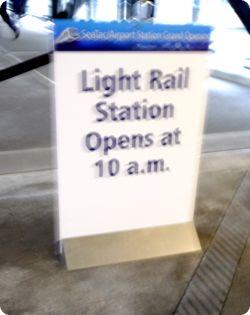 SeaTac/Airport Station Grand Opening
Light Rail
Station
Opens at
10 a.m.